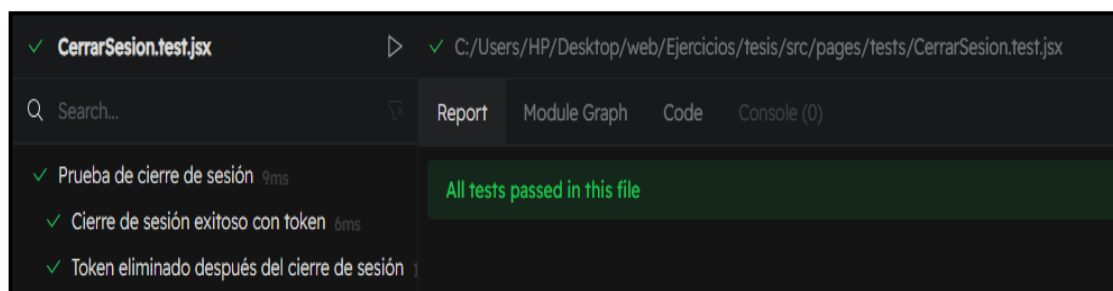 CerrarSesion.test.jsx
C:/Users/HP/Desktop/web/Ejercicios/tesis/src/pages/tests/CerrarSesion.test.jsx
Search...
Report Module Graph Code Console (0)
Prueba de cierre de sesión 9ms
All tests passed in this file
Cierre de sesión exitoso con token 6ms
Token eliminado después del cierre de sesión